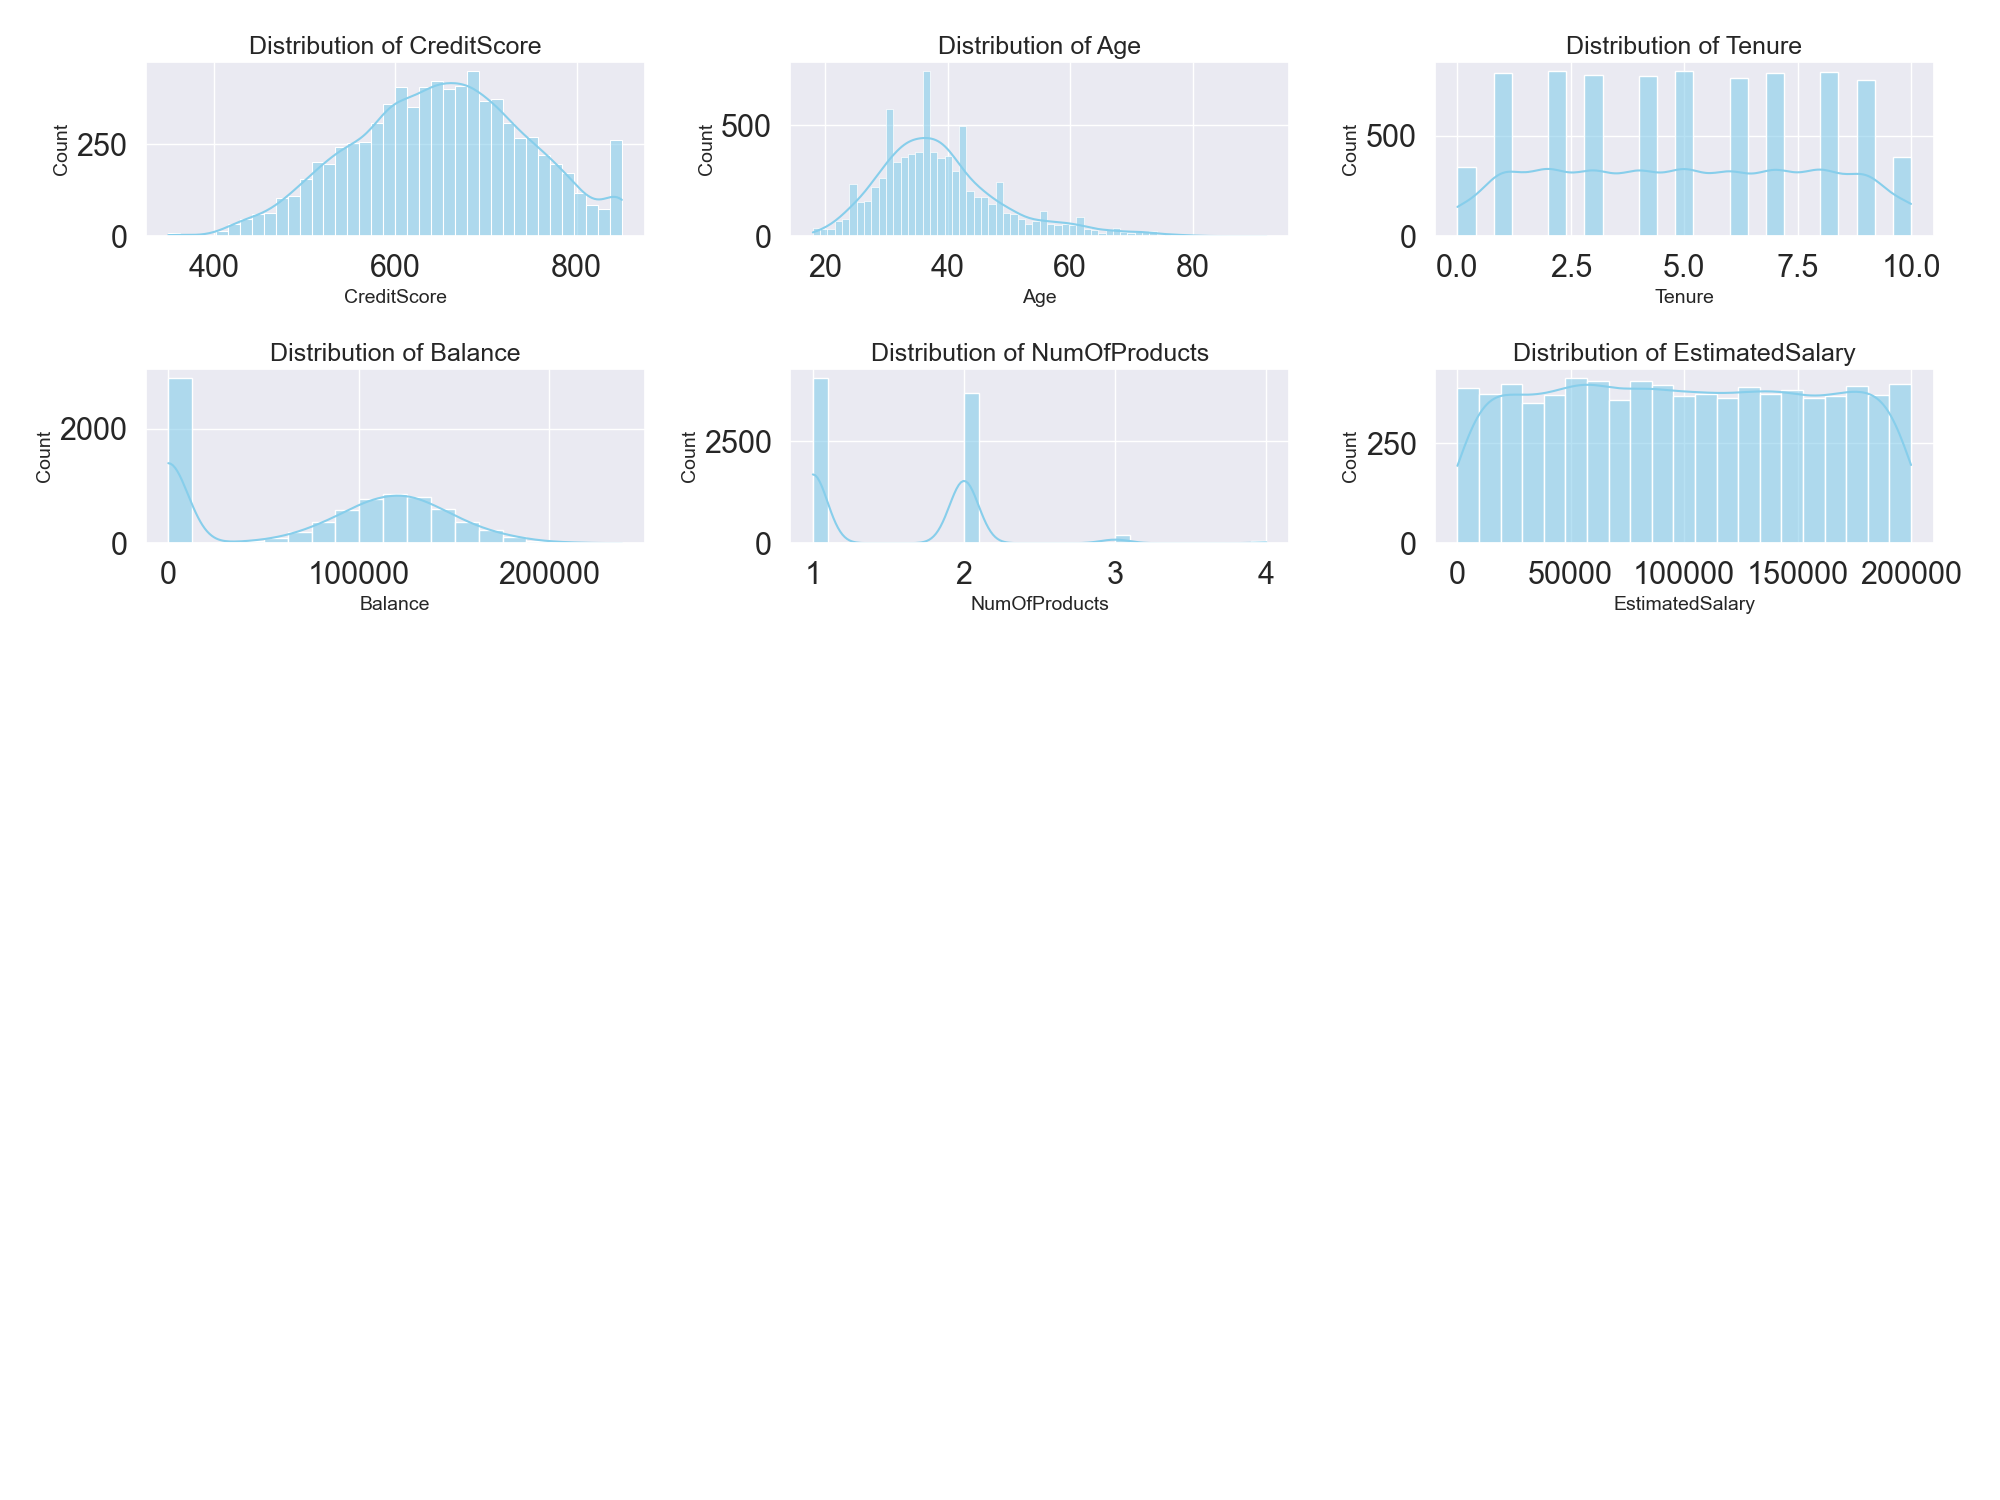 Distribution of CreditScore
Count
250
0
400 600 800
CreditScore
Distribution of Age
Count
500
0
20 40 60 80
Age
Distribution of Tenure
Count
500
0
0.0 2.5 5.0 7.5 10.0
Tenure
Distribution of Balance
Count
2000
0
0 100000 200000
Balance
Distribution of NumOfProducts
Count
2500
0
1 2 3 4
NumOfProducts
Distribution of EstimatedSalary
Count
250
0
0 50000 100000 150000 200000
EstimatedSalary